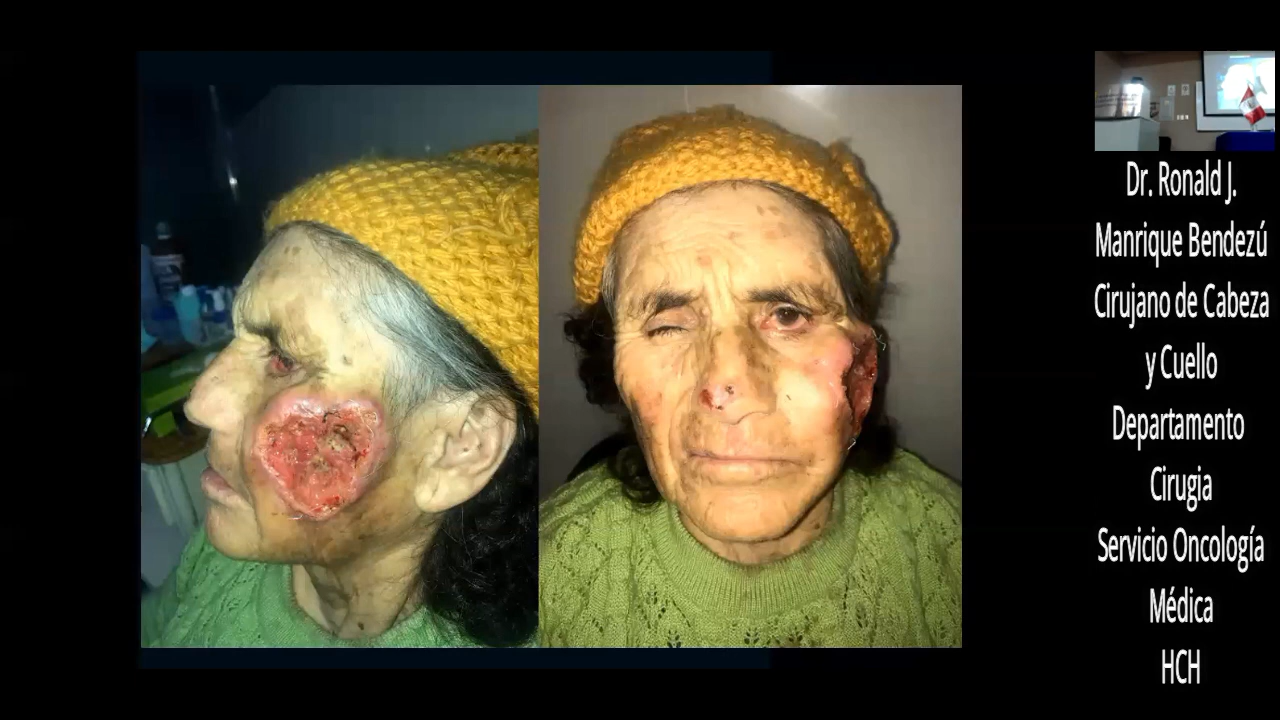 Dr. Ronald J.
Manrique Bendezú
Cirujano de Cabeza
y Cuello
Departamento
Cirugia
Servicio Oncología
Médica
HCH